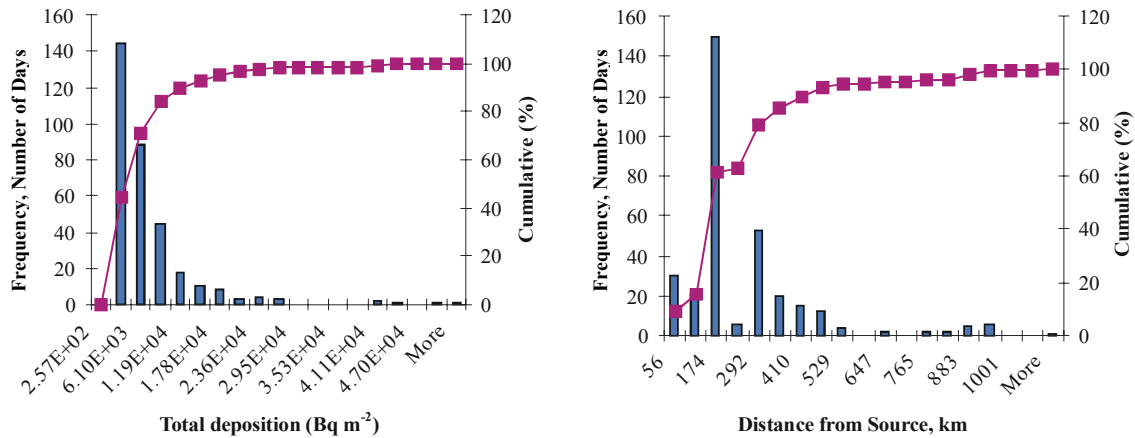 Frequency, Number of Days
160
140
120
100
80
60
40
20
0
120
100
80
60
40
20
0
Cumulative (%)
2.57E+02
6.10E+03
1.19E+04
1.78E+04
2.36E+04
2.95E+04
3.53E+04
4.11E+04
4.70E+04
More
Total deposition (Bq m⁻²)
Frequency, Number of Days
160
140
120
100
80
60
40
20
0
120
100
80
60
40
20
0
Cumulative (%)
56
174
292
410
529
647
765
883
1001
More
Distance from Source, km